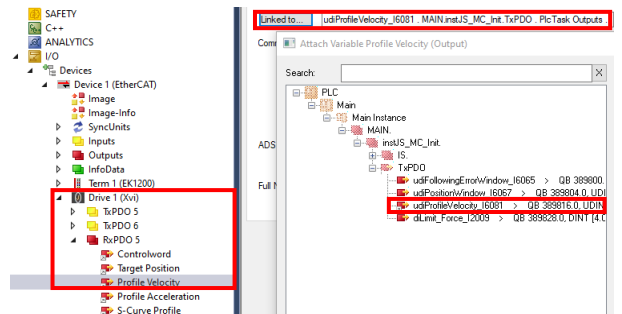 SAFETY
C++
ANALYTICS
I/O
Devices
Device 1 (EtherCAT)
Image
Image-Info
SyncUnits
Inputs
Outputs
InfoData
Term 1 (EK1200)
Drive 1 (Xvi)
TxPDO 5
TxPDO 6
RxPDO 5
Controlword
Target Position
Profile Velocity
Profile Acceleration
S-Curve Profile
Linked to...
udiProfileVelocity_I6081 . MAIN.instJS_MC_Init.TxPDO . PlcTask Outputs .
Com
ADS
Full
Attach Variable Profile Velocity (Output)
Search:
X
PLC
Main
Main Instance
MAIN.
instJS_MC_Init.
IS.
TxPDO
udiFollowingErrorWindow_I6065 > QB 389800.
udiPositionWindow_I6067 > QB 389804.0, UDI
udiProfileVelocity_I6081 > QB 389816.0, UDIN
diLimit_Force_I2009 > QB 389828.0, DINT [4.0